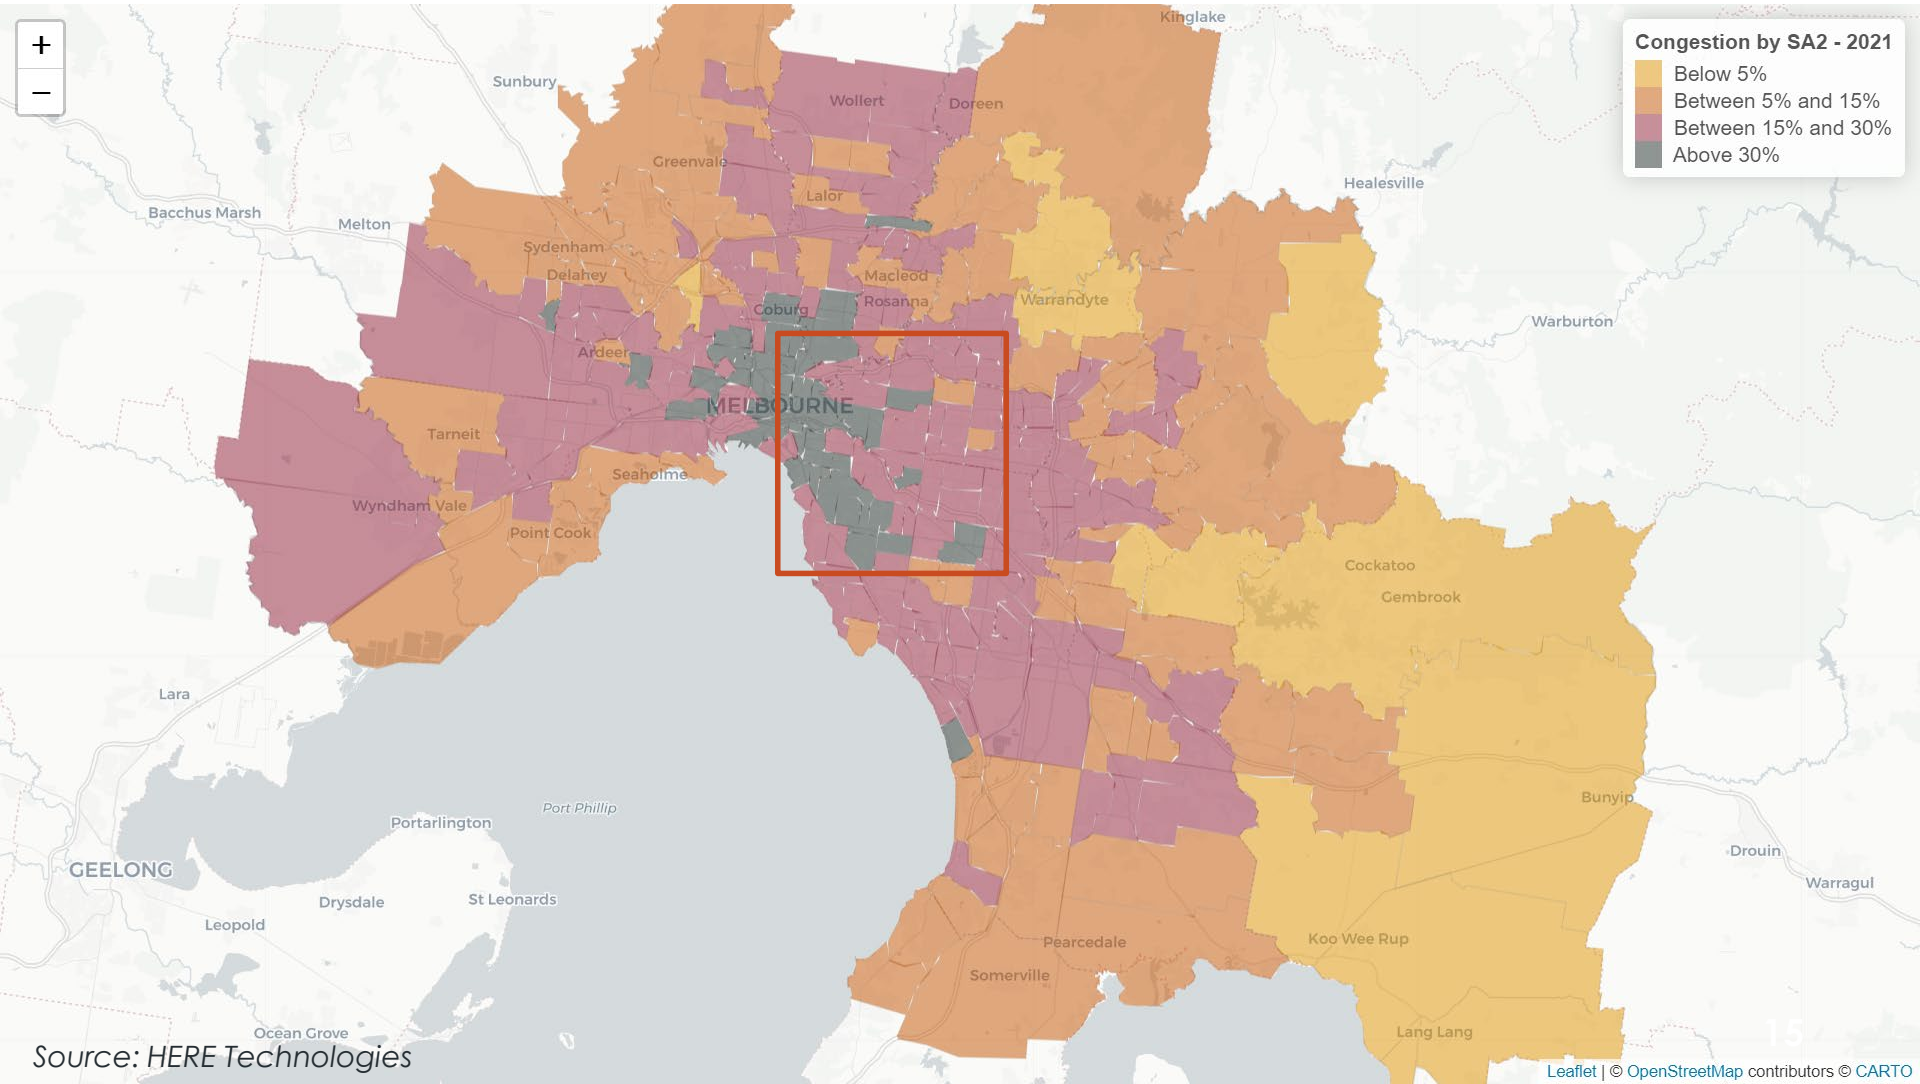 +
−
Congestion by SA2 - 2021
Below 5%
Between 5% and 15%
Between 15% and 30%
Above 30%
Kinglake
Sunbury
Wollert
Doreen
Greenvale
Healesville
Lalor
Bacchus Marsh
Melton
Sydenham
Delahey
Macleod
Rosanna
Warrandyte
Coburg
Warburton
Ardeer
MELBOURNE
Tarneit
Seaholme
Wyndham Vale
Point Cook
Cockatoo
Gembrook
Lara
Port Phillip
Bunyip
Portarlington
Drouin
GEELONG
Warragul
Drysdale
St Leonards
Leopold
Koo Wee Rup
Pearcedale
Somerville
Ocean Grove
Lang Lang
15
Source: HERE Technologies
Leaflet | © OpenStreetMap contributors © CARTO